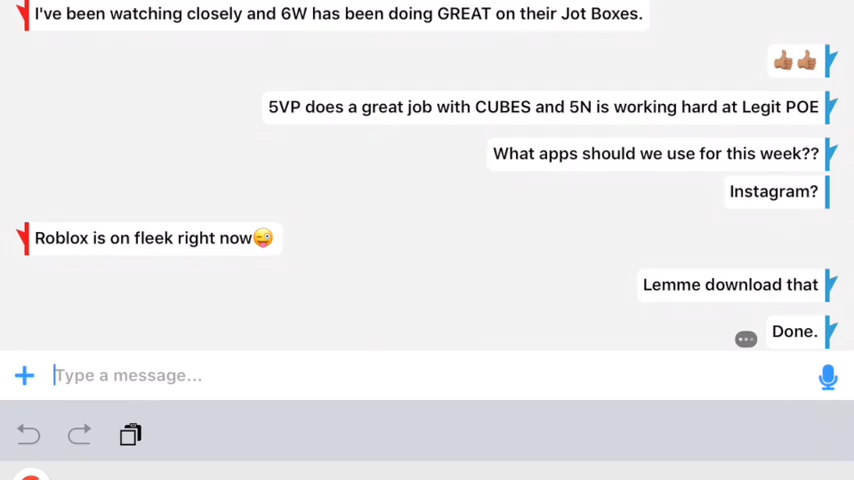 I've been watching closely and 6W has been doing GREAT on their Jot Boxes.
👍🏽👍🏽
5VP does a great job with CUBES and 5N is working hard at Legit POE
What apps should we use for this week??
Instagram?
Roblox is on fleek right now😜
Lemme download that
Done.
Type a message...